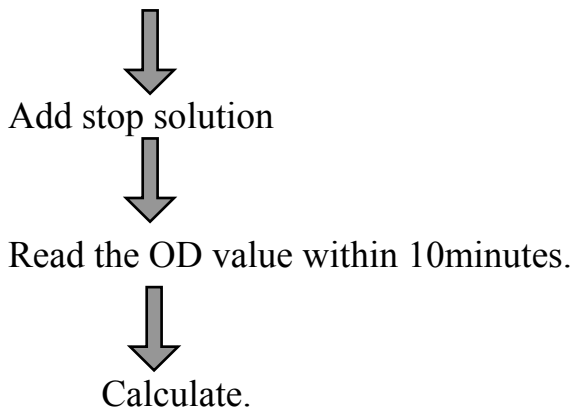 Add stop solution
Read the OD value within 10minutes.
Calculate.